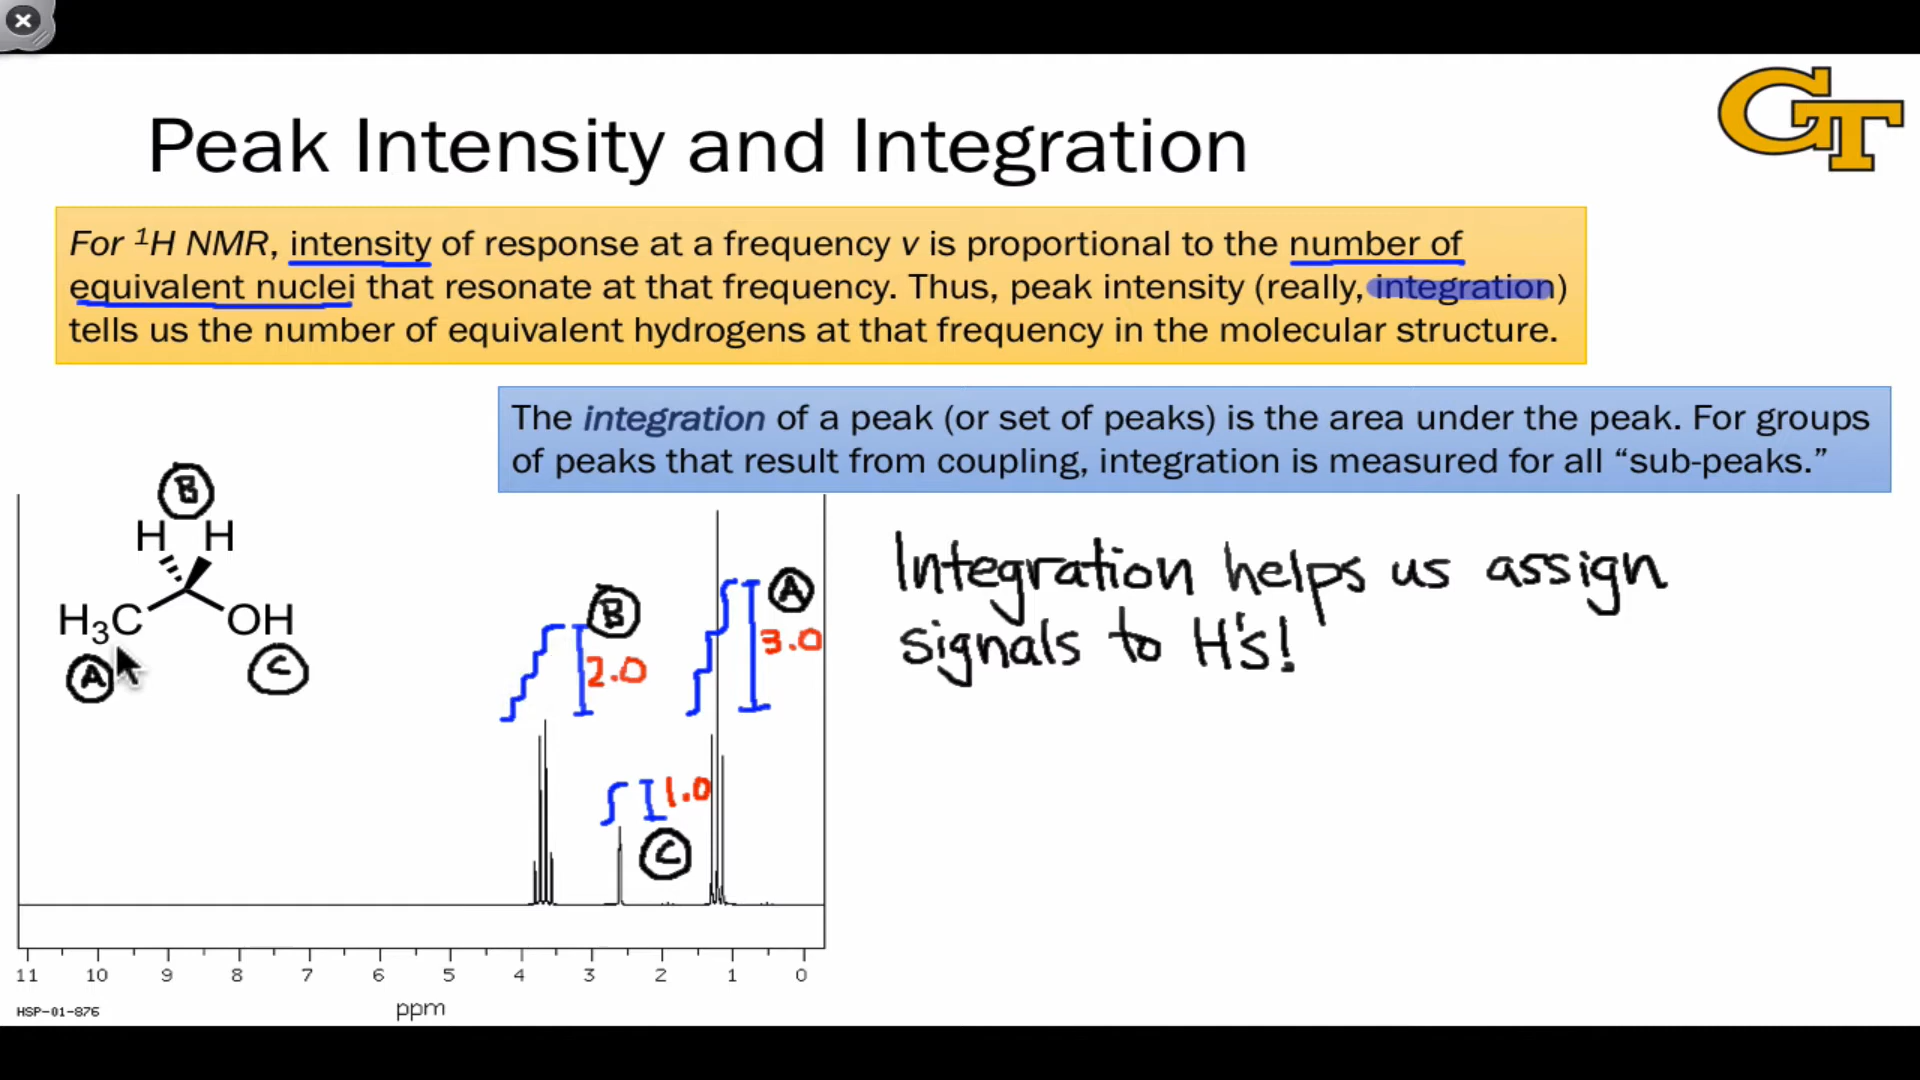 GT
Peak Intensity and Integration
For ¹H NMR, intensity of response at a frequency v is proportional to the number of
equivalent nuclei that resonate at that frequency. Thus, peak intensity (really, integration)
tells us the number of equivalent hydrogens at that frequency in the molecular structure.
The integration of a peak (or set of peaks) is the area under the peak. For groups
of peaks that result from coupling, integration is measured for all “sub-peaks.”
B
H H
H₃C OH
A C
B
2.0
A
3.0
1.0
C
Integration helps us assign
signals to H's!
11 10 9 8 7 6 5 4 3 2 1 0
HSP-01-876
ppm